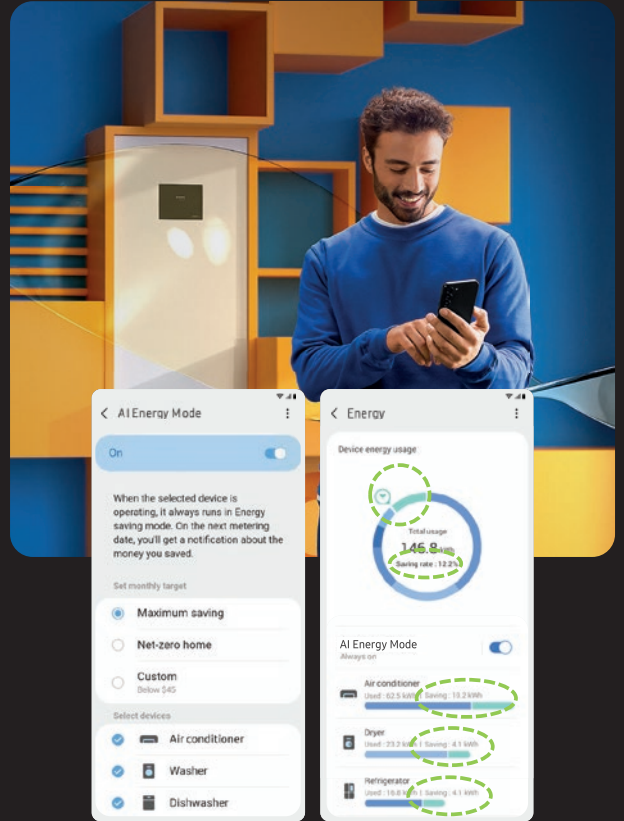 AI Energy Mode
On
When the selected device is
operating, it always runs in Energy
saving mode. On the next metering
date, you'll get a notification about the
money you saved.
Set monthly target
Maximum saving
Net-zero home
Custom
Below $45
Select devices
Air conditioner
Washer
Dishwasher
Energy
Device energy usage
Total usage
146.8 kWh
Saving rate : 12.2%
AI Energy Mode
Always on
Air conditioner
Used : 62.5 kWh | Saving : 10.2 kWh
Dryer
Used : 23.2 kWh | Saving : 4.1 kWh
Refrigerator
Used : 16.8 kWh | Saving : 4.1 kWh